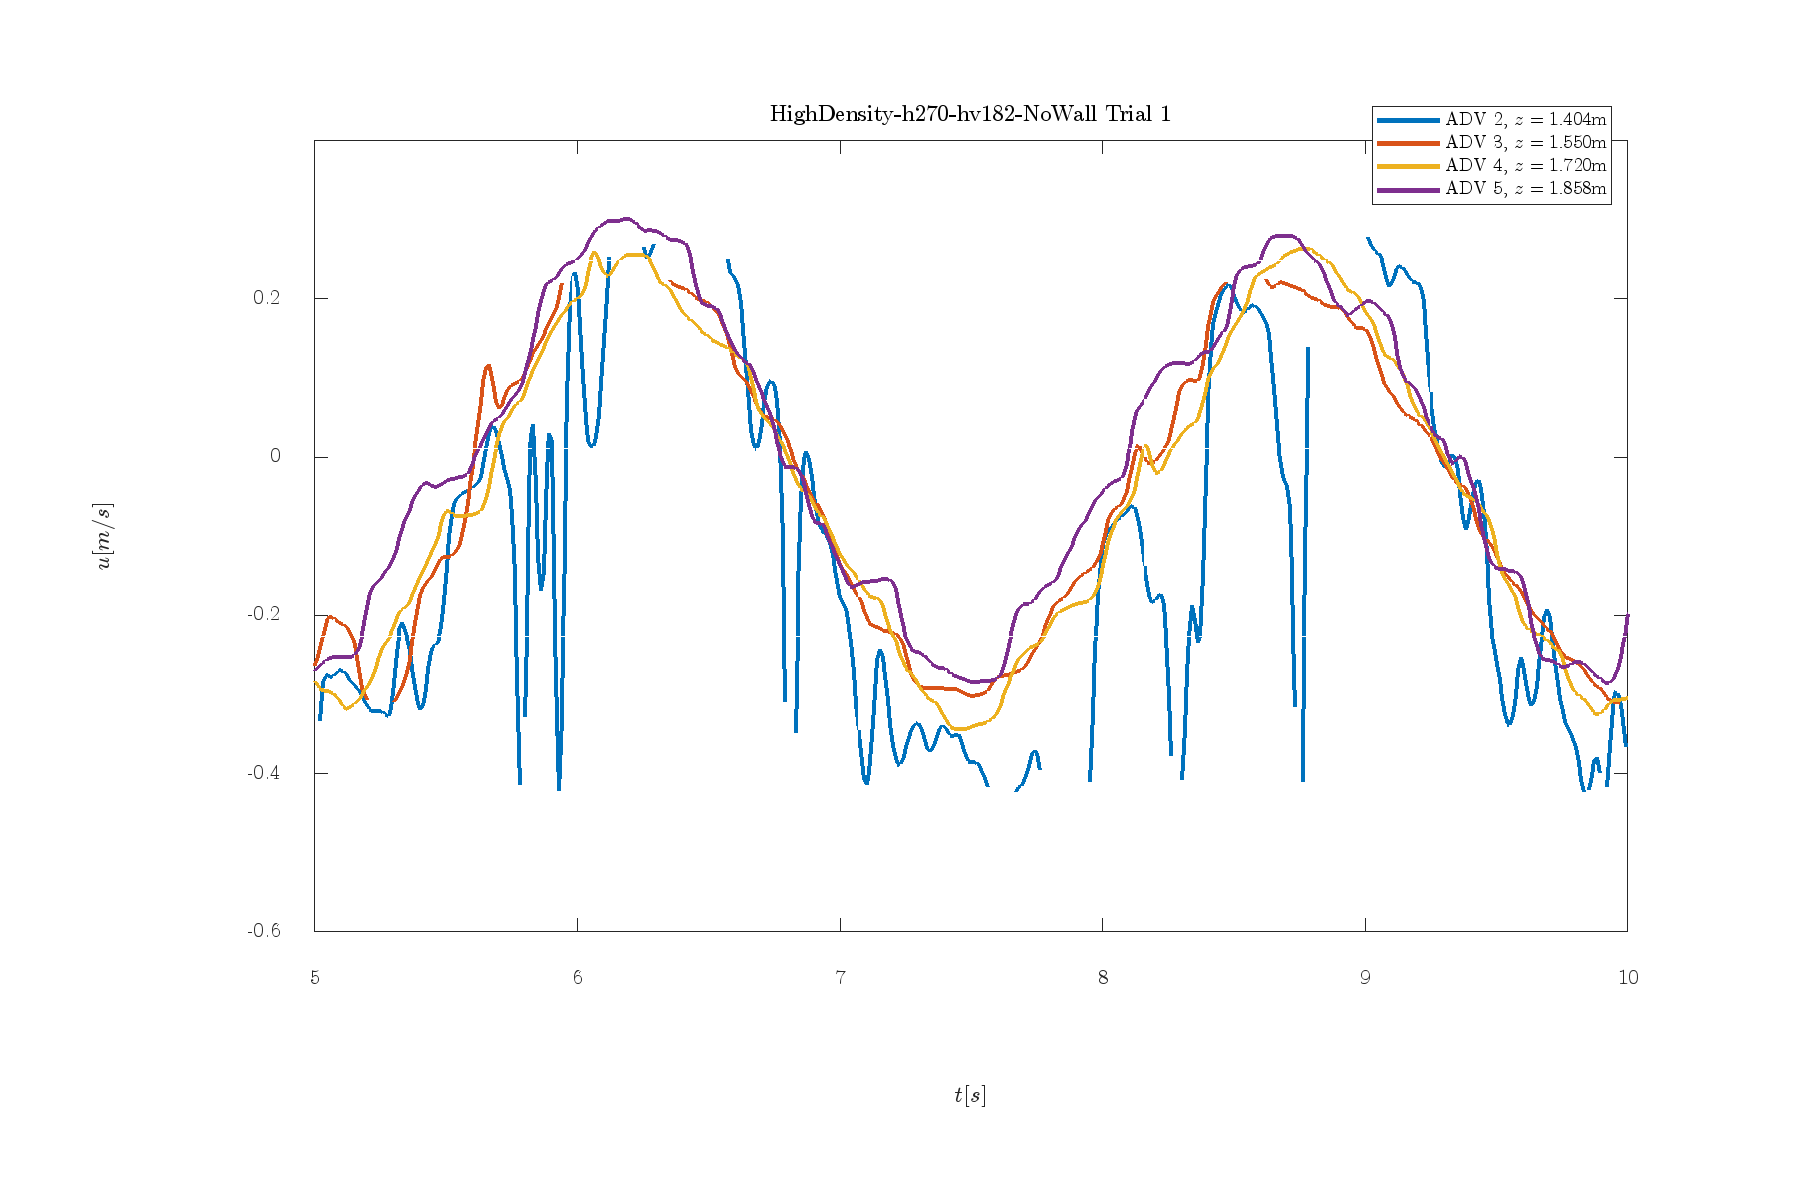 HighDensity-h270-hv182-NoWall Trial 1
ADV 2, z = 1.404m
ADV 3, z = 1.550m
ADV 4, z = 1.720m
ADV 5, z = 1.858m
0.2
0
-0.2
-0.4
-0.6
u[m/s]
5 6 7 8 9 10
t[s]